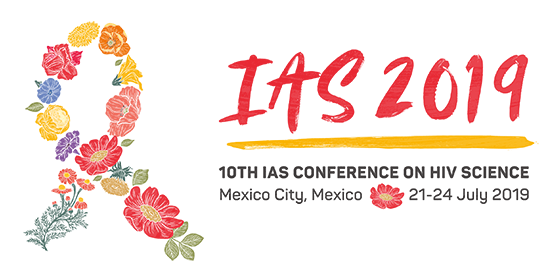 IAS 2019
10TH IAS CONFERENCE ON HIV SCIENCE
Mexico City, Mexico 21-24 July 2019